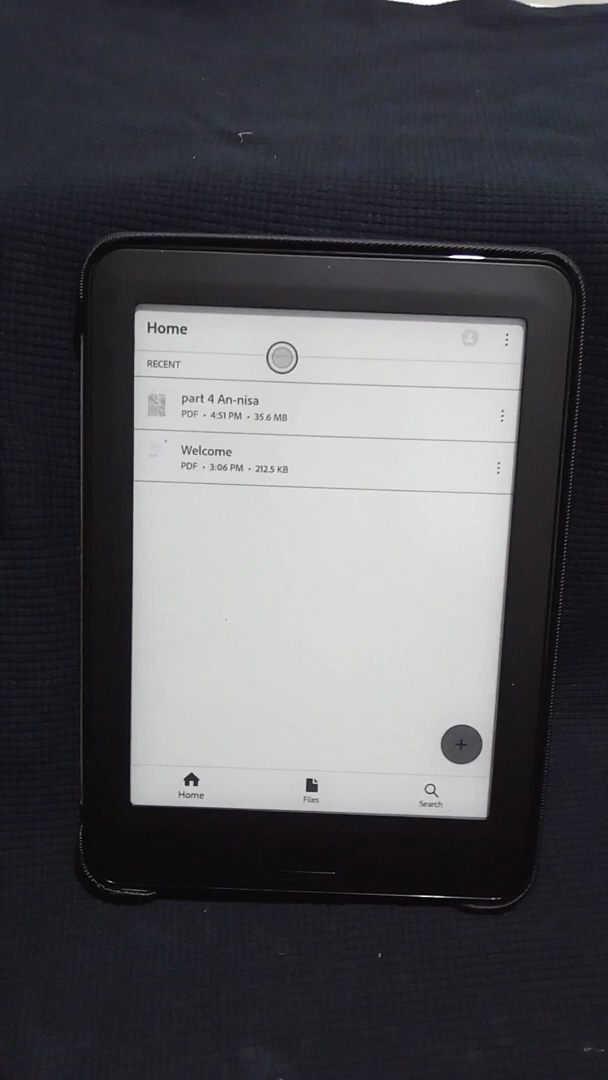 Home
RECENT
part 4 An-nisa
PDF • 4:51 PM • 35.6 MB
Welcome
PDF • 3:06 PM • 212.5 KB
+
Home
Files
Search